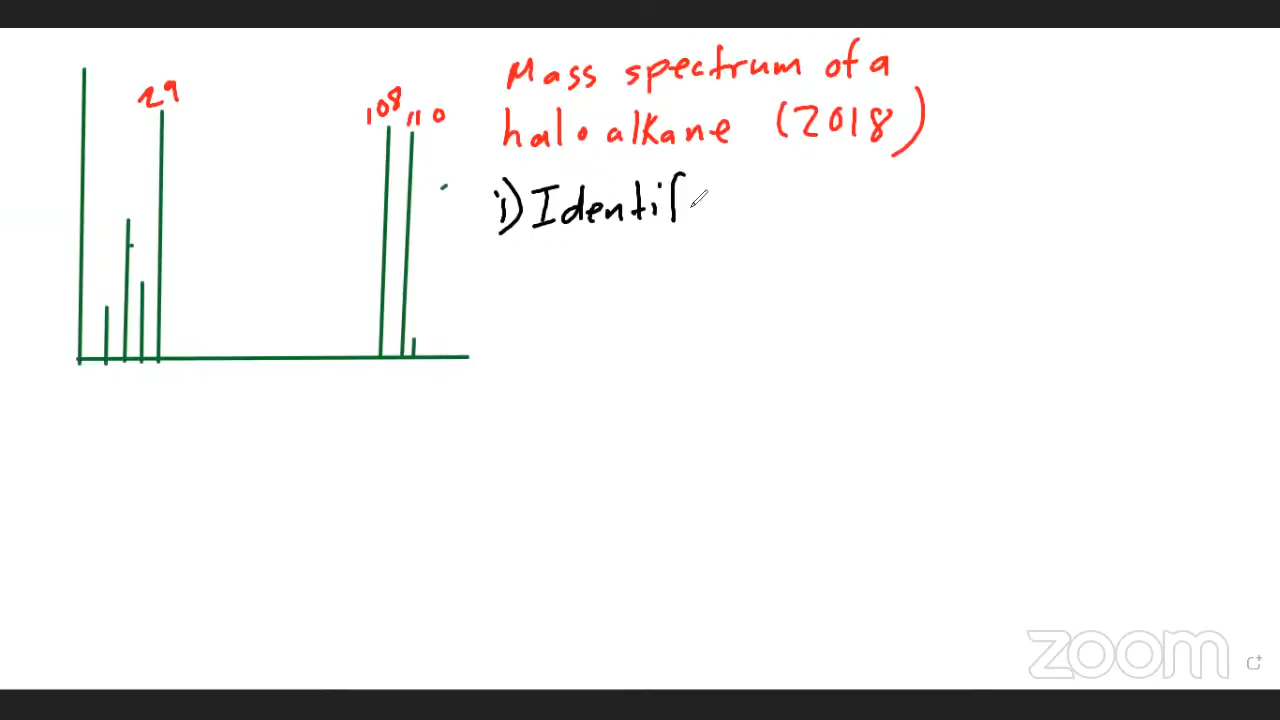 29
108 110
Mass spectrum of a
haloalkane (2018)
i) Identif
zoom